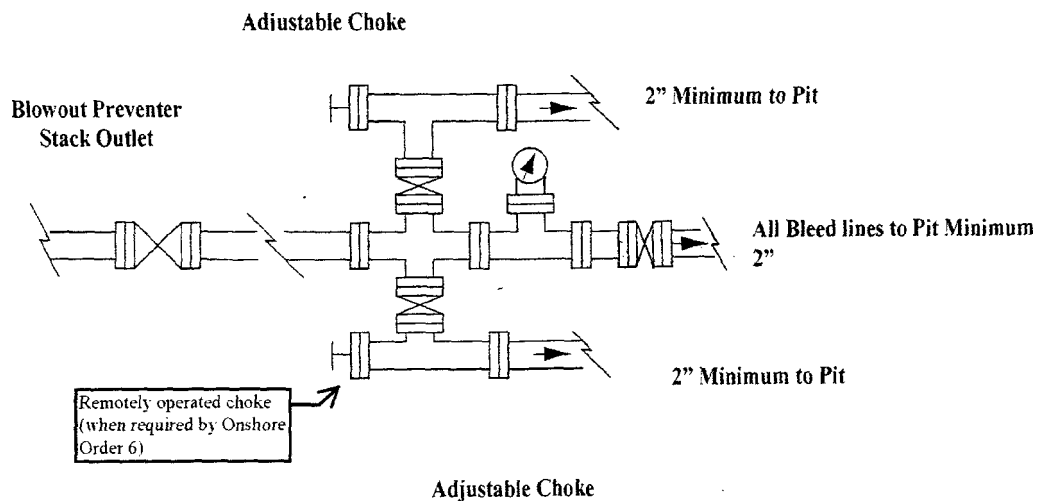 Adjustable Choke
2” Minimum to Pit
Blowout Preventer
Stack Outlet
All Bleed lines to Pit Minimum
2”
2” Minimum to Pit
Remotely operated choke
(when required by Onshore
Order 6)
Adjustable Choke